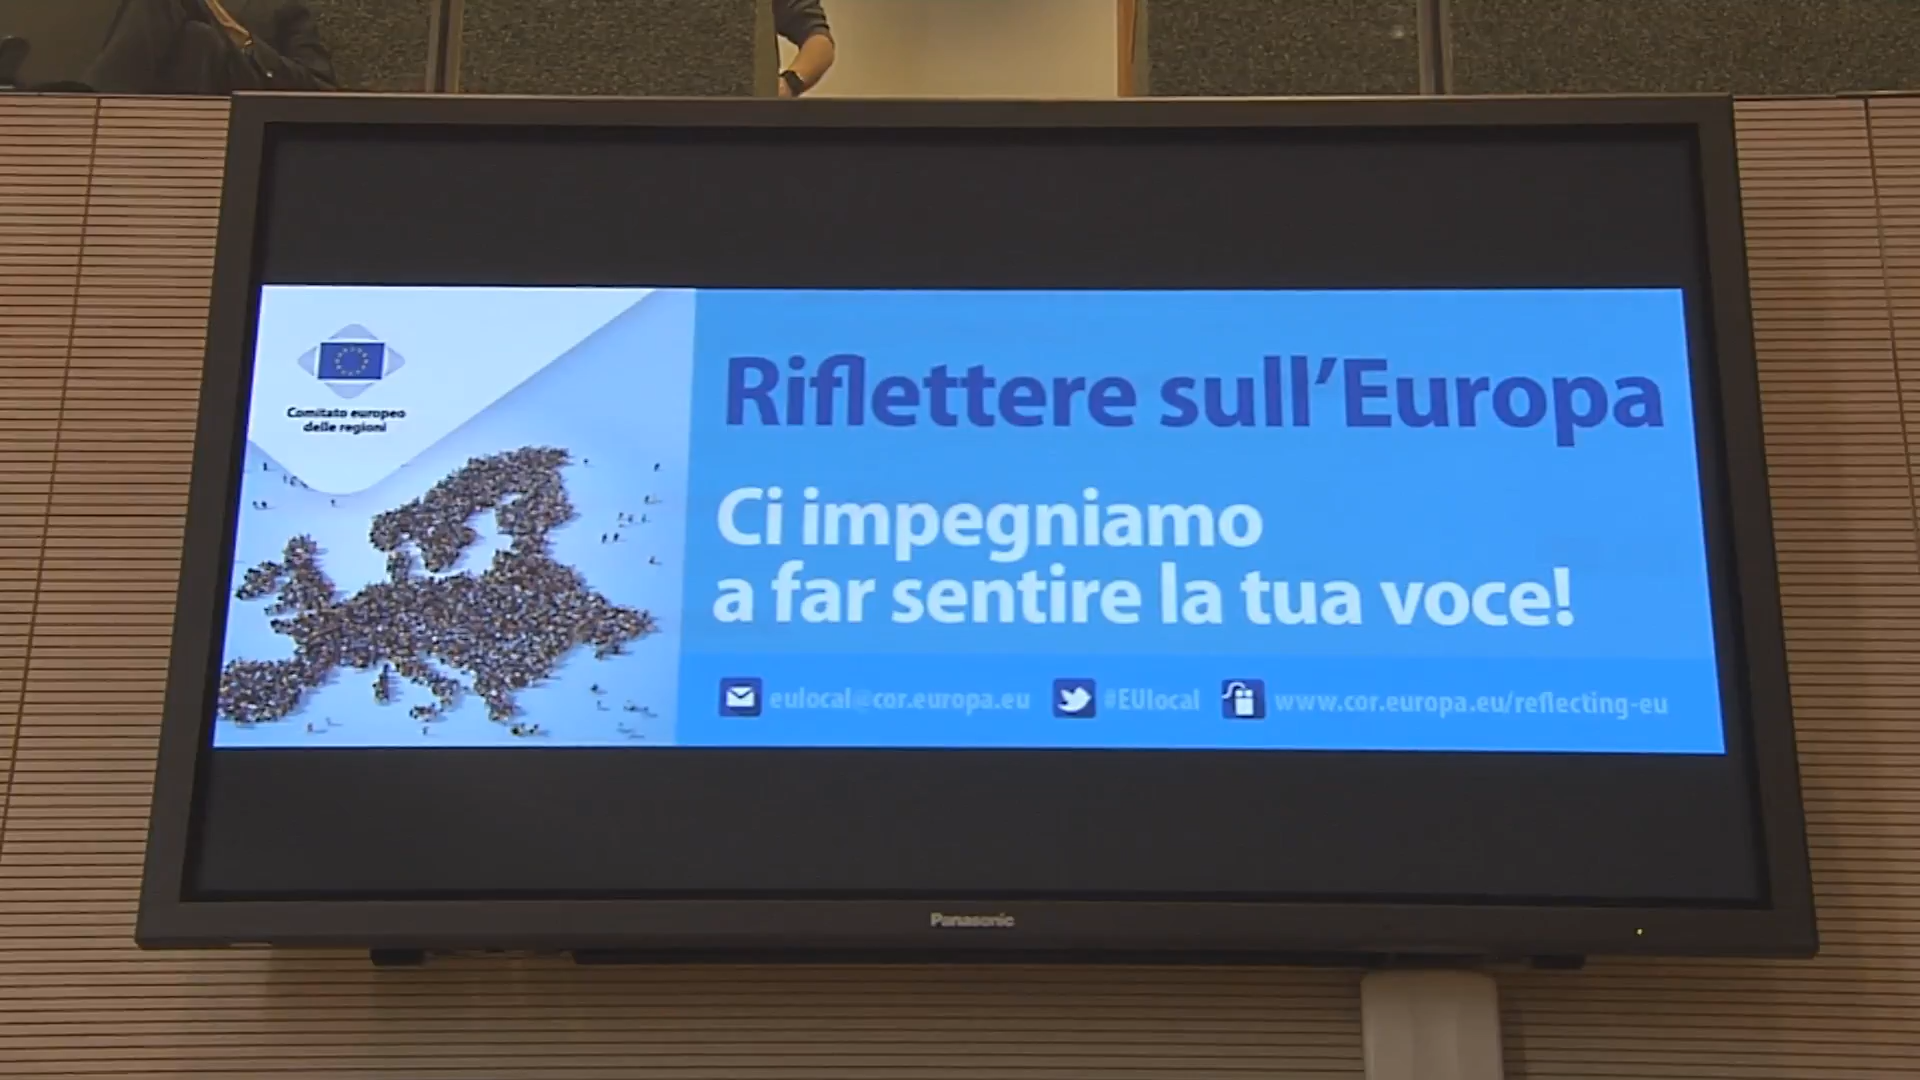 Comitato europeo
delle regioni
Riflettere sull'Europa
Ci impegniamo
a far sentire la tua voce!
eulocal@cor.europa.eu #EUlocal www.cor.europa.eu/reflecting-eu
Panasonic